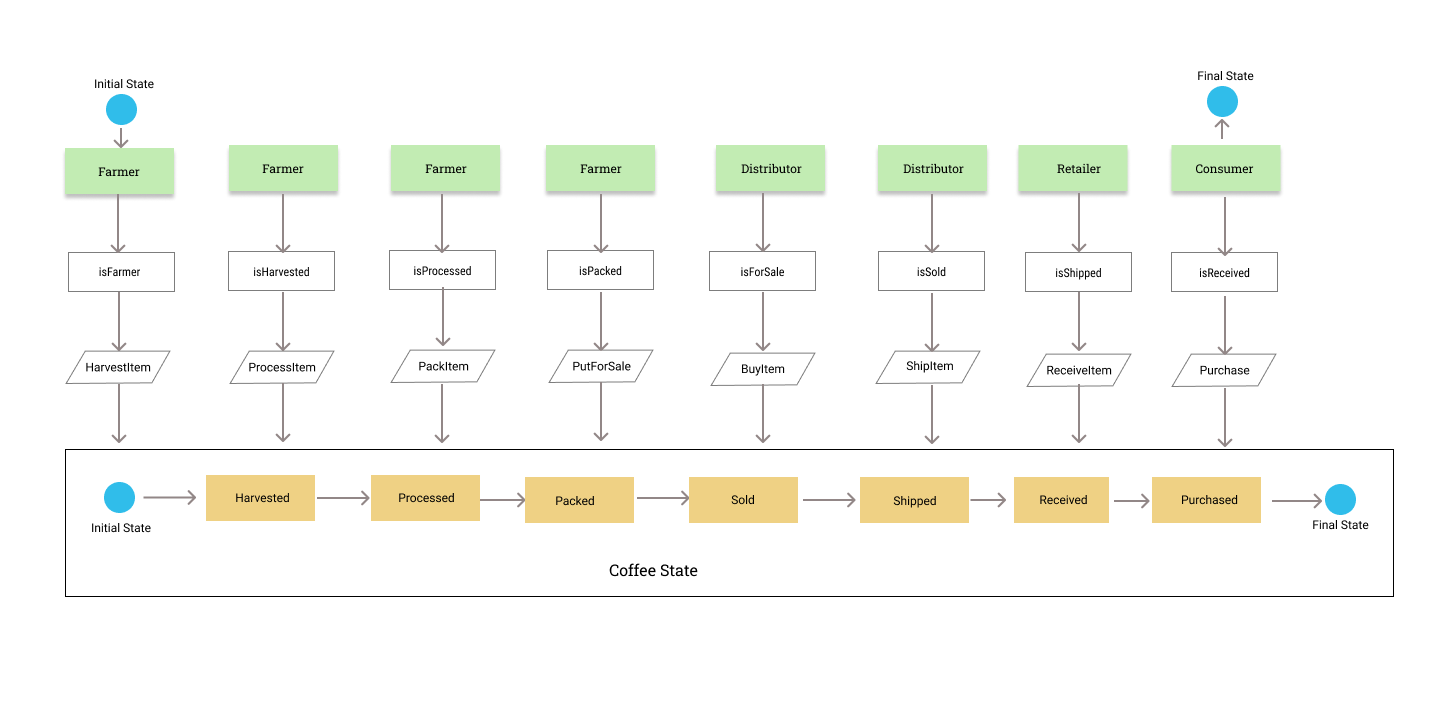 Initial State
Final State
Farmer
Farmer
Farmer
Farmer
Distributor
Distributor
Retailer
Consumer
isFarmer
isHarvested
isProcessed
isPacked
isForSale
isSold
isShipped
isReceived
HarvestItem
ProcessItem
PackItem
PutForSale
BuyItem
ShipItem
ReceiveItem
Purchase
Harvested
Processed
Packed
Sold
Shipped
Received
Purchased
Initial State
Final State
Coffee State